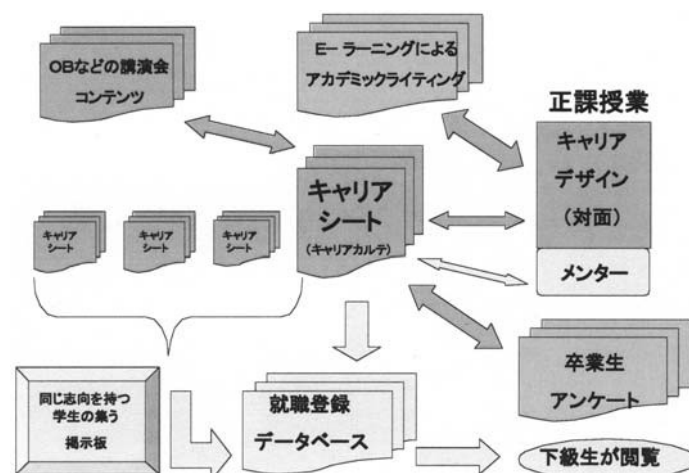 OBなどの講演会
コンテンツ
E－ラーニングによる
アカデミックライティング
正課授業
キャリア
デザイン
（対面）
メンター
キャリア
シート
（キャリアカルテ）
キャリア
シート
キャリア
シート
キャリア
シート
卒業生
アンケート
同じ志向を持つ
学生の集う
掲示板
就職登録
データベース
下級生が閲覧